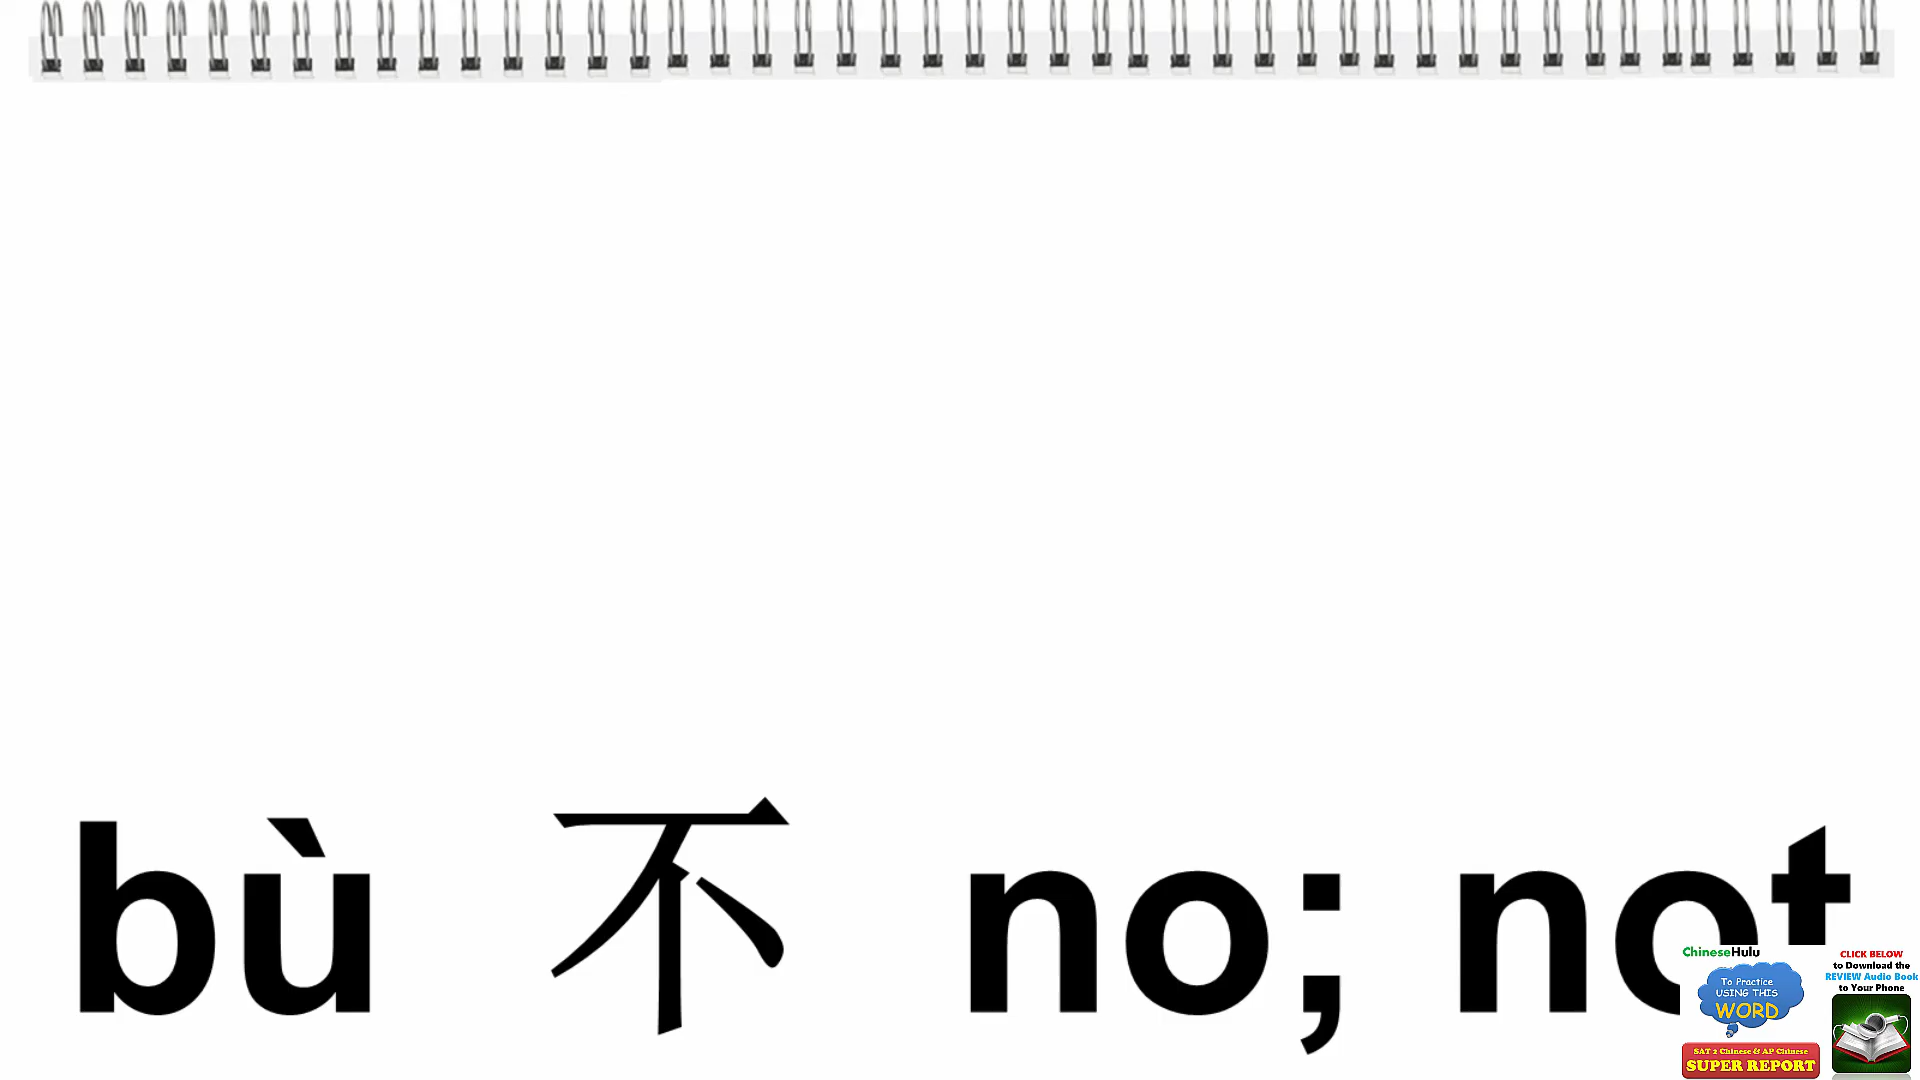 bù 不 no; not
ChineseHulu
To Practice
USING THIS
WORD
SAT 2 Chinese & AP Chinese
SUPER REPORT
CLICK BELOW
to Download the
REVIEW Audio Book
to Your Phone